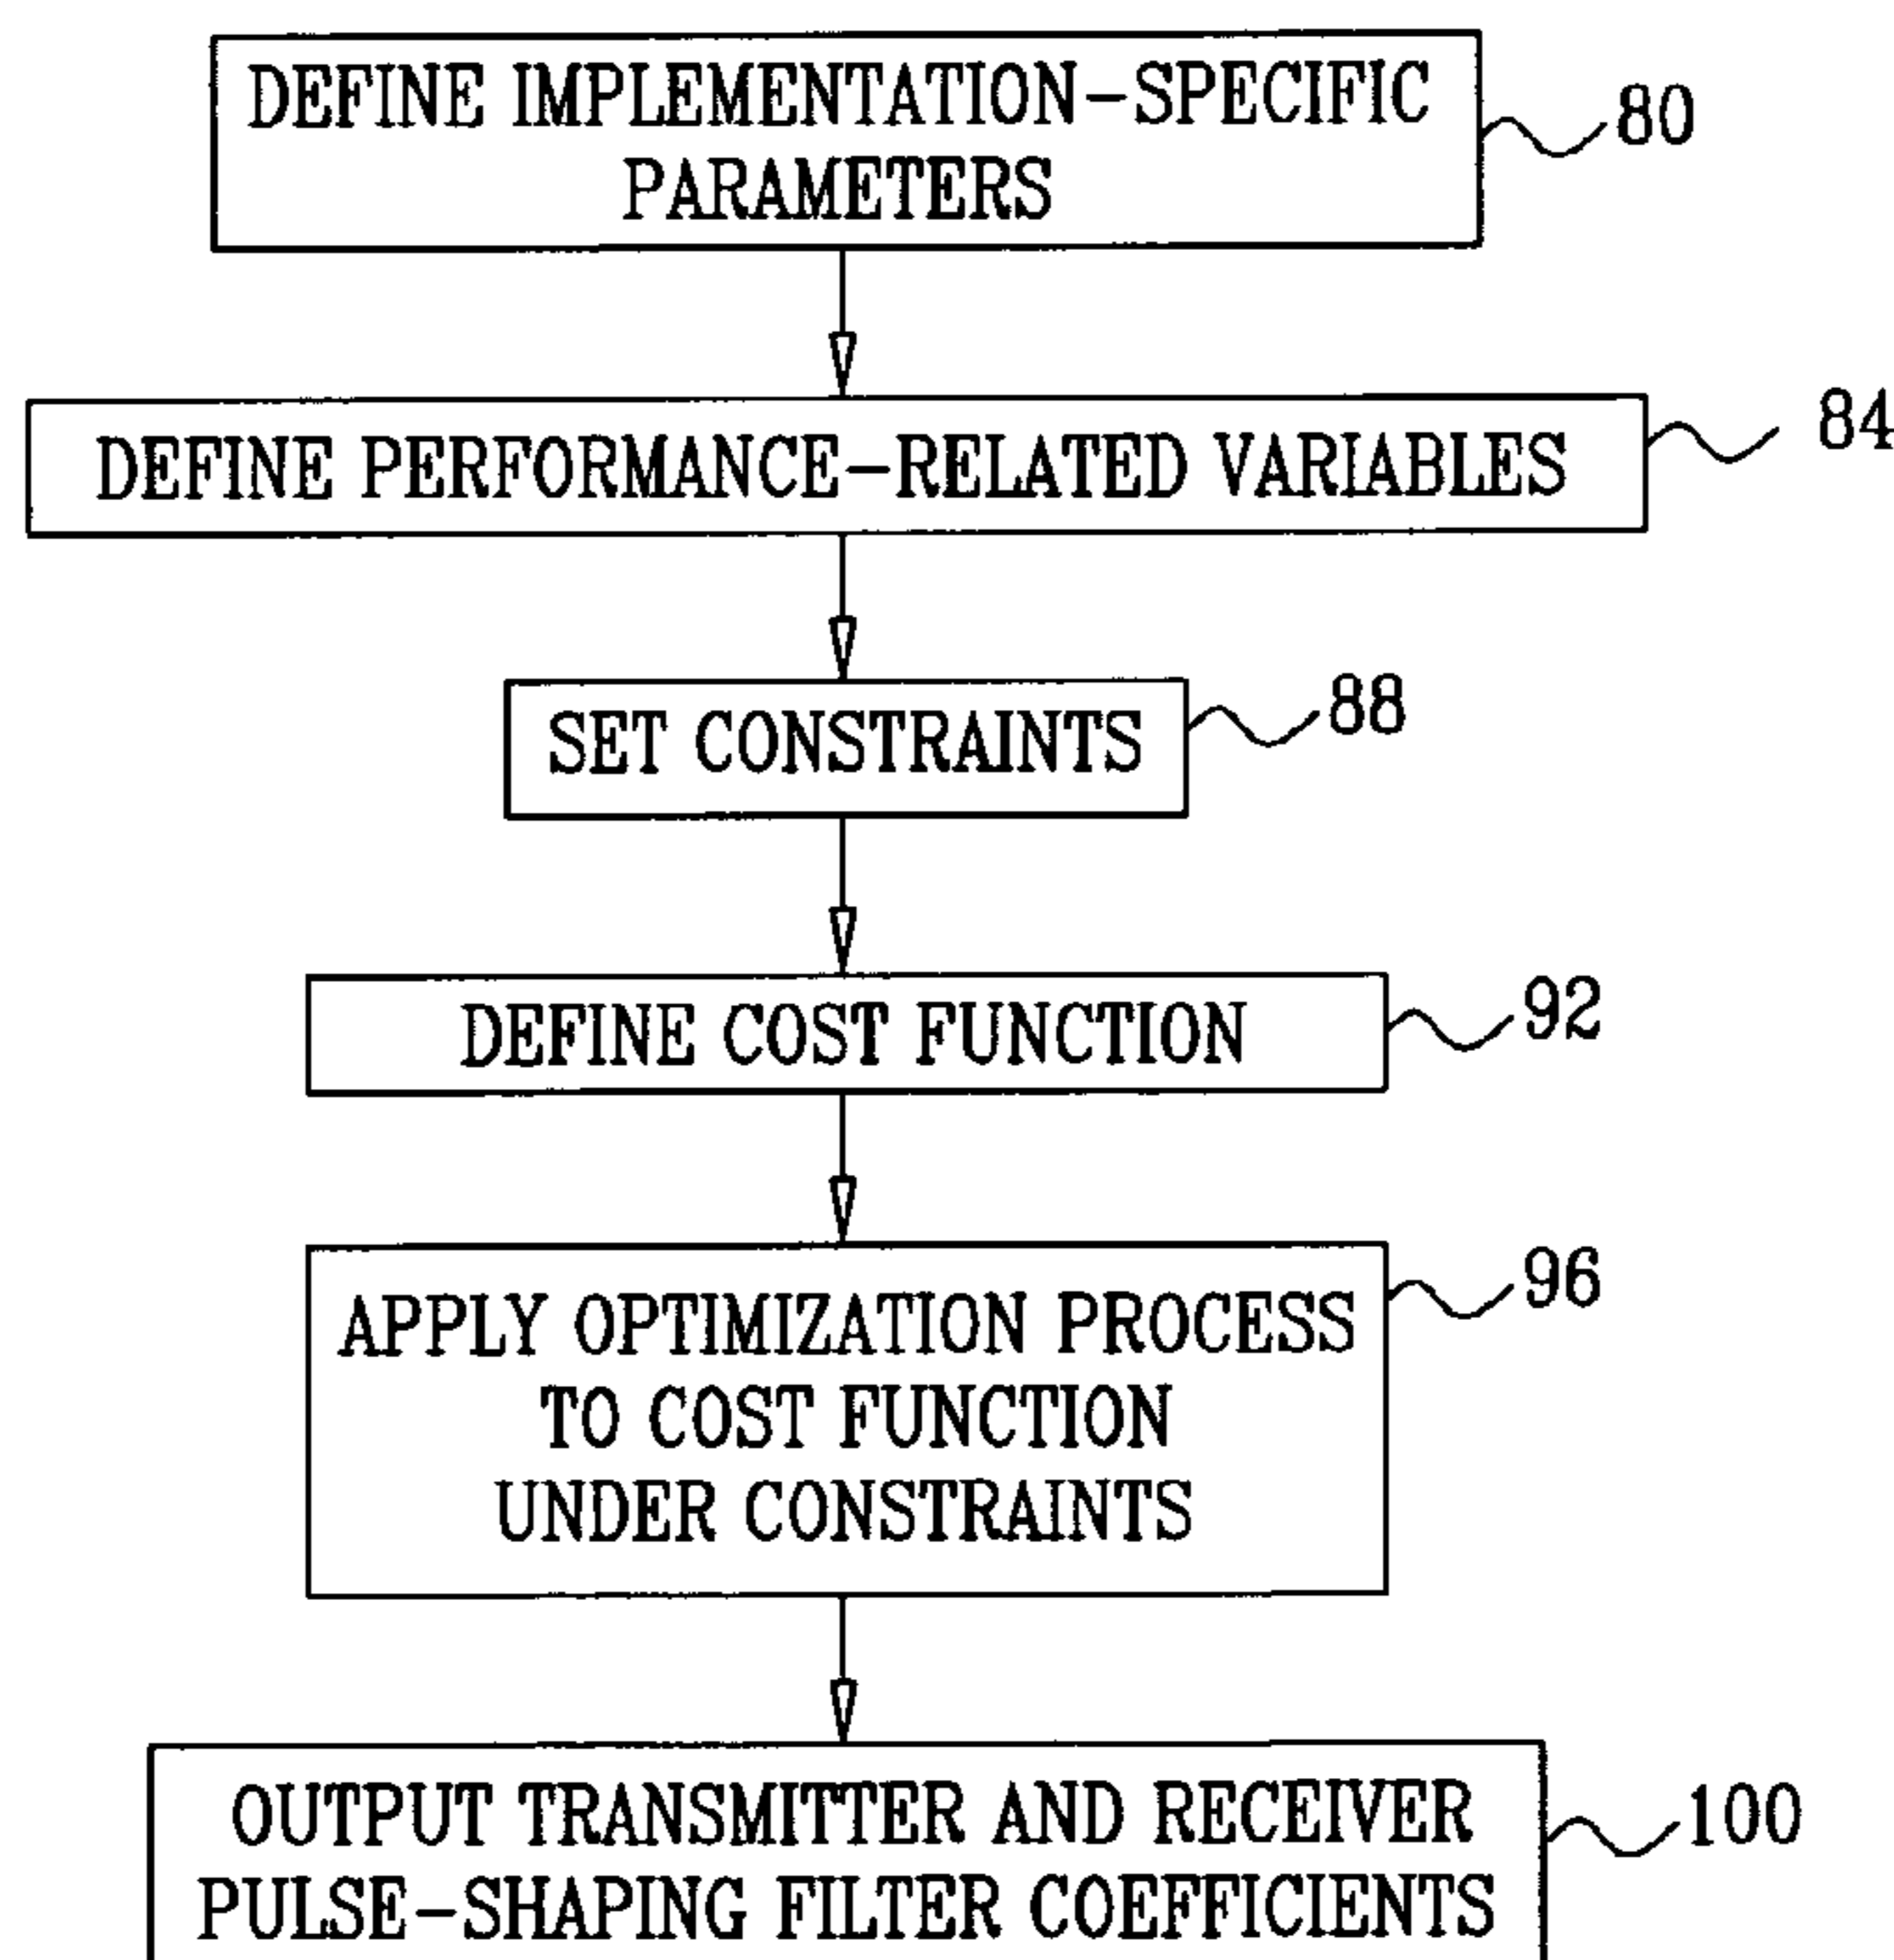 DEFINE IMPLEMENTATION-SPECIFIC
PARAMETERS
80
DEFINE PERFORMANCE-RELATED VARIABLES
84
SET CONSTRAINTS
88
DEFINE COST FUNCTION
92
APPLY OPTIMIZATION PROCESS
TO COST FUNCTION
UNDER CONSTRAINTS
96
OUTPUT TRANSMITTER AND RECEIVER
PULSE-SHAPING FILTER COEFFICIENTS
100